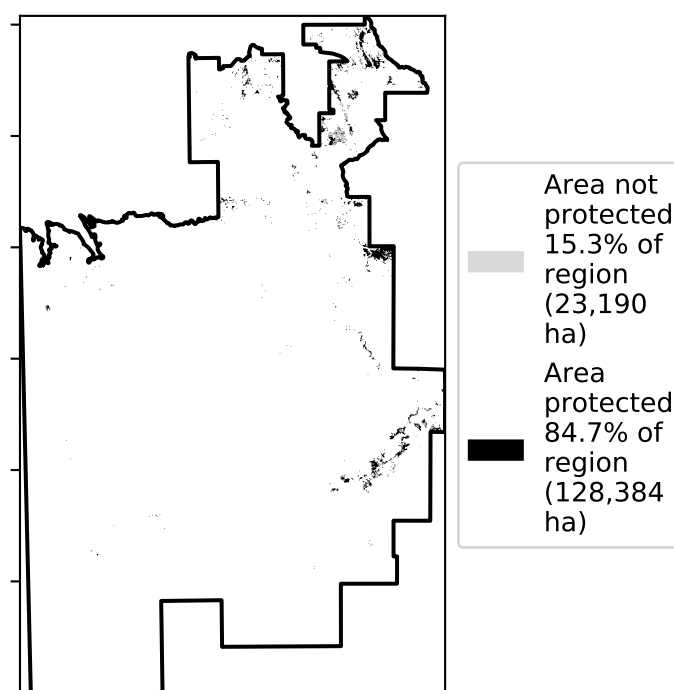 Area not
protected
15.3% of
region
(23,190
ha)
Area
protected
84.7% of
region
(128,384
ha)